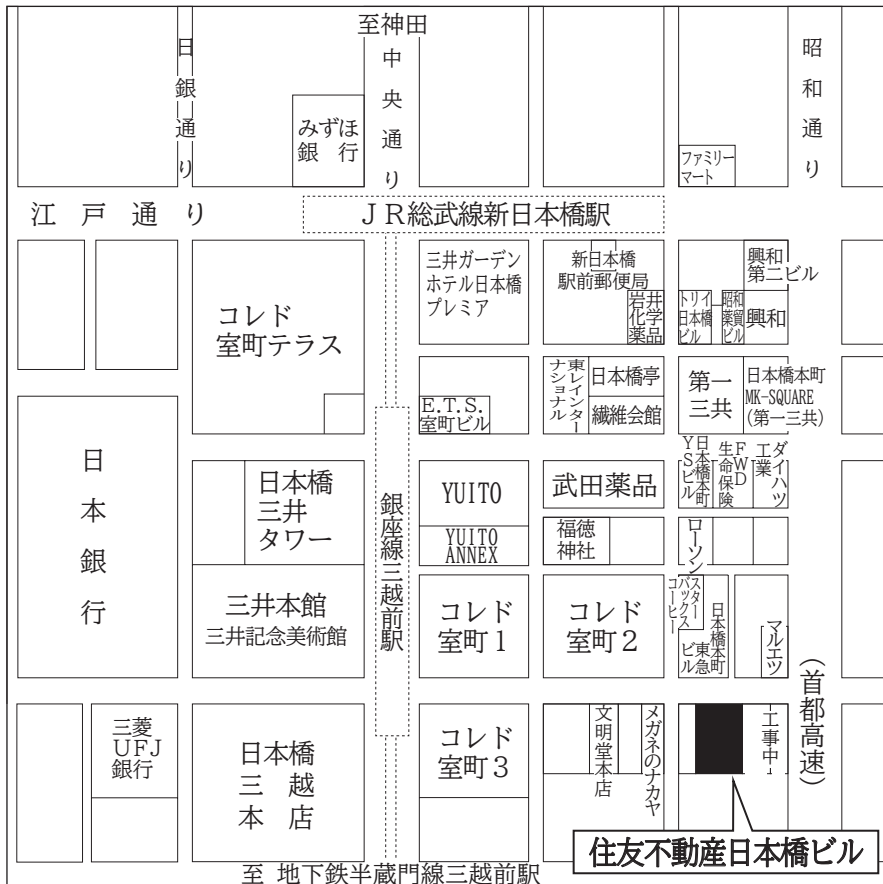 至神田
日銀通り
中央通り
昭和通り
みずほ
銀　行
ファミリー
マート
江戸通り
ＪＲ総武線新日本橋駅
コレド
室町テラス
三井ガーデン
ホテル日本橋
プレミア
新日本橋
駅前郵便局
岩井
化学
薬品
トリイ
日本橋
ビル
昭和
薬貿
ビル
興和
第二ビル
興和
E.T.S.
室町ビル
東レインター
ナショナル
日本橋亭
繊維会館
第一
三共
日本橋本町
MK-SQUARE
(第一三共)
日本銀行
日本橋
三井
タワー
銀座線三越前駅
YUITO
YUITO
ANNEX
武田薬品
福徳
神社
日本橋本町
YSビル
FWD
生命保険
ダイハツ
工業
ローソン
三井本館
三井記念美術館
コレド
室町１
コレド
室町２
スター
バックス
コーヒー
日本橋本町
東急
ビル
マルエツ
(首都高速)
三菱
UFJ
銀行
日本橋
三　越
本　店
コレド
室町３
文明堂本店
メガネのナカヤ
工事中
住友不動産日本橋ビル
至 地下鉄半蔵門線三越前駅